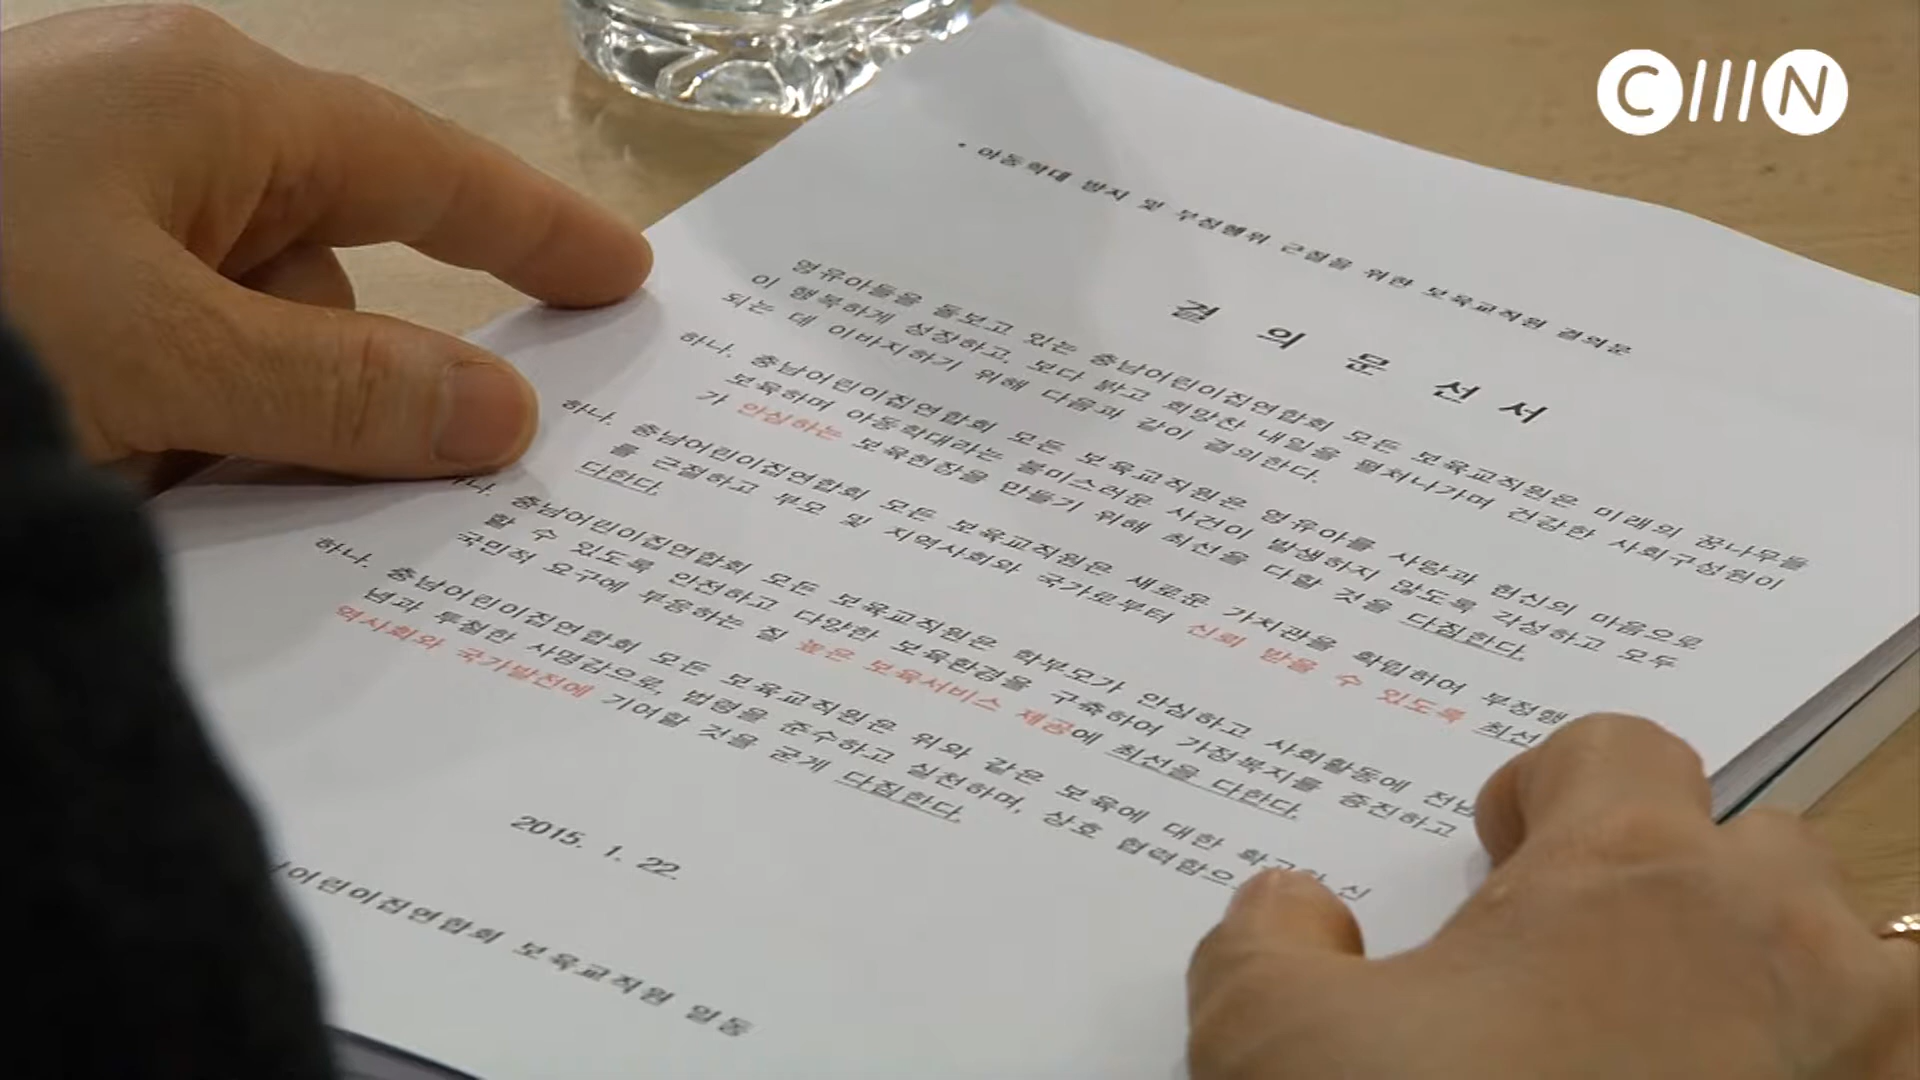 C///N
• 아동학대 방지 및 부정행위 근절을 위한 보육교직원 결의문
결 의 문 선 서
영유아들을 돌보고 있는 충남어린이집연합회 모든 보육교직원은 미래의 꿈나무들
이 행복하게 성장하고, 보다 밝고 희망찬 내일을 펼쳐나가며 건강한 사회구성원이
되는 데 이바지하기 위해 다음과 같이 결의한다.
하나, 충남어린이집연합회 모든 보육교직원은 영유아를 사랑과 헌신의 마음으로
보육하며 아동학대라는 불미스러운 사건이 발생하지 않도록 각성하고 모두
가 안심하는 보육현장을 만들기 위해 최선을 다할 것을 다짐한다.
하나, 충남어린이집연합회 모든 보육교직원은 새로운 가치관을 확립하여 부정행
를 근절하고 부모 및 지역사회와 국가로부터 신뢰 받을 수 있도록 최선
다한다.
나, 충남어린이집연합회 모든 보육교직원은 학부모가 안심하고 사회활동에 전념
할 수 있도록 안전하고 다양한 보육환경을 구축하여 가정복지를 증진하고
국민적 요구에 부응하는 질 높은 보육서비스 제공에 최선을 다한다.
하나, 충남어린이집연합회 모든 보육교직원은 위와 같은 보육에 대한 확고한 신
념과 투철한 사명감으로, 법령을 준수하고 실천하며, 상호 협력함으
역사회와 국가발전에 기여할 것을 굳게 다짐한다.
2015. 1. 22.
어린이집연합회 보육교직원 일동